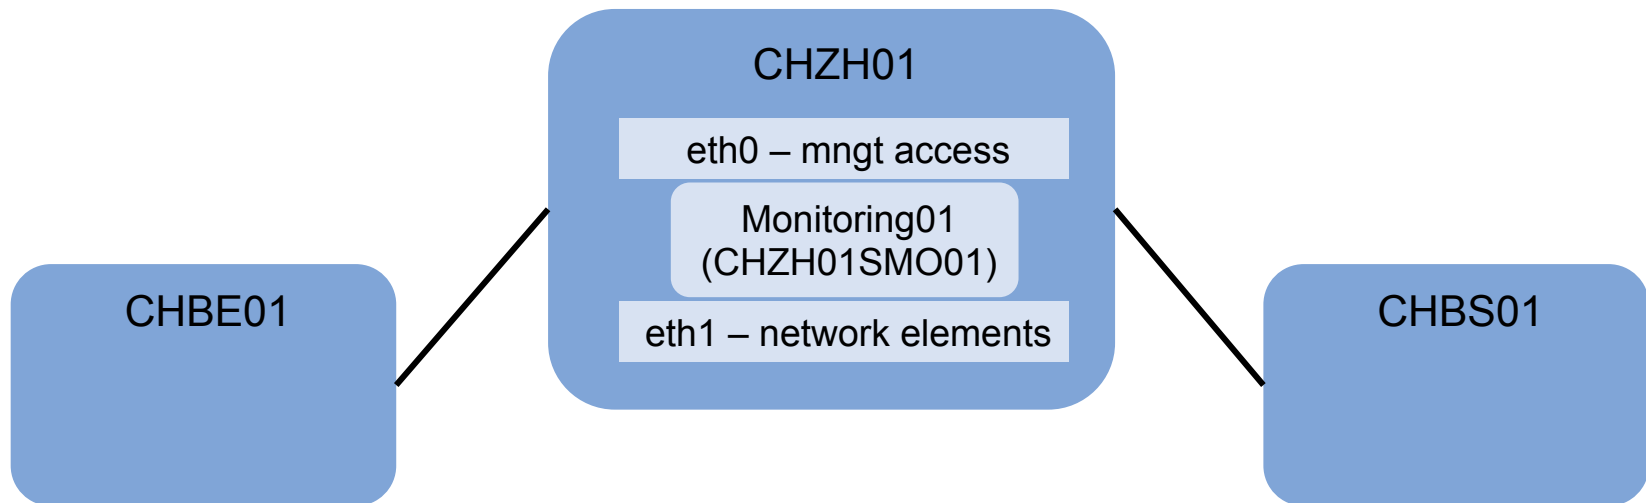 CHZH01
eth0 – mngt access
Monitoring01
(CHZH01SMO01)
eth1 – network elements
CHBE01
CHBS01